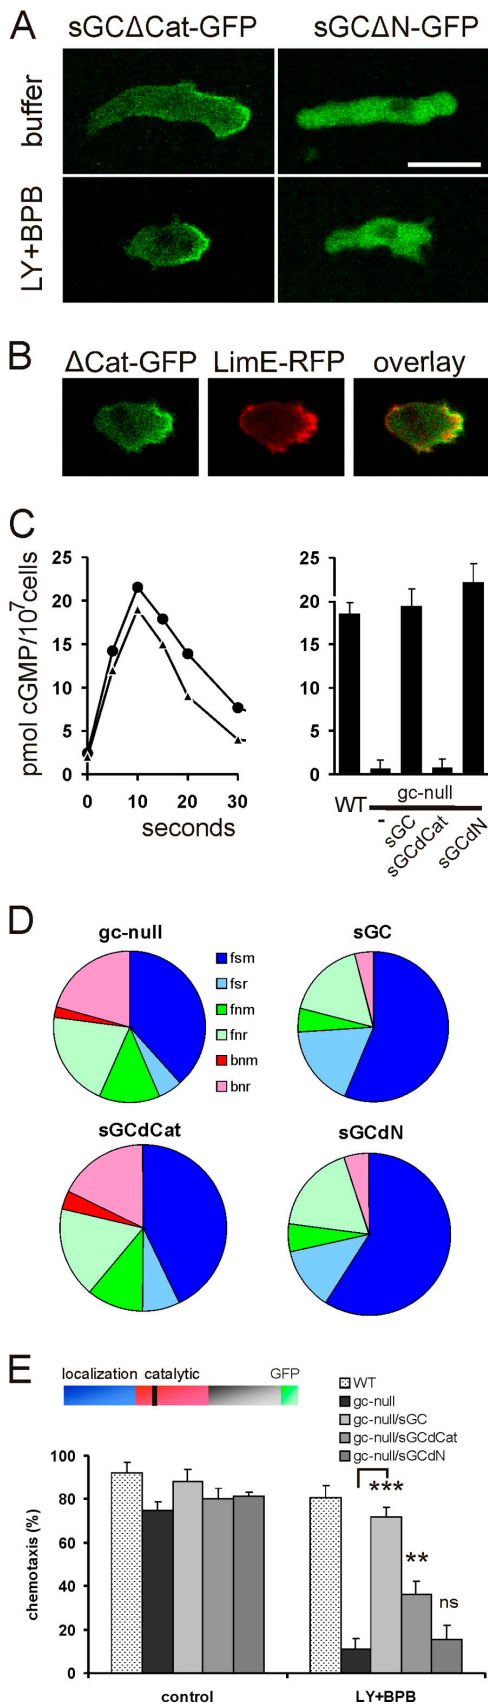 A
sGCΔCat-GFP sGCΔN-GFP
buffer
LY+BPB
B
ΔCat-GFP LimE-RFP overlay
C
pmol cGMP/10⁷cells
25 25
20 20
15 15
10 10
5 5
0 0
0 10 20 30
seconds
WT gc-null
- sGC sGCdCat sGCdN
D
gc-null sGC
fsm
fsr
fnm
fnr
bnm
bnr
sGCdCat sGCdN
E
localization catalytic GFP
WT
gc-null
gc-null/sGC
gc-null/sGCdCat
gc-null/sGCdN
chemotaxis (%)
100
80
60
40
20
0
***
**
ns
control LY+BPB